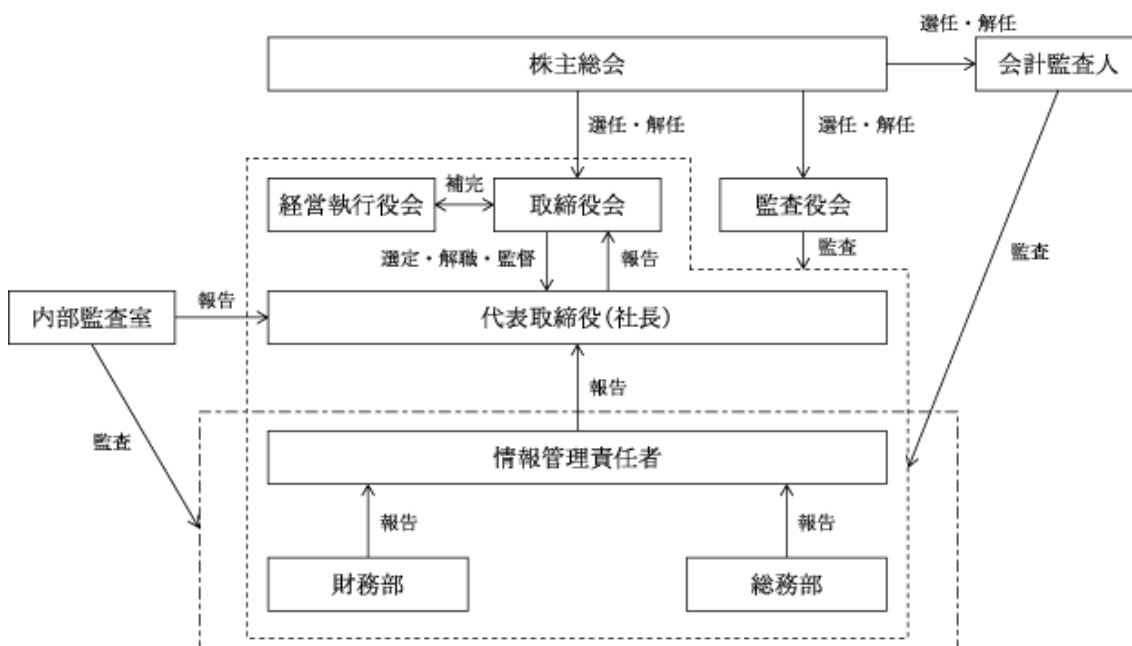 選任・解任
株主総会
会計監査人
選任・解任
選任・解任
補完
経営執行役会
取締役会
監査役会
選定・解職・監督
報告
監査
監査
報告
内部監査室
代表取締役(社長)
報告
監査
情報管理責任者
報告
報告
財務部
総務部